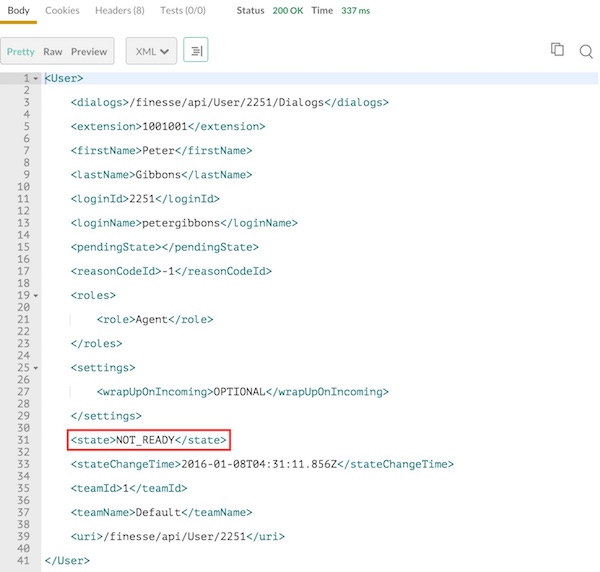 Body Cookies Headers (8) Tests (0/0) Status 200 OK Time 337 ms
Pretty Raw Preview XML
1 <User>
2
3 <dialogs>/finesse/api/User/2251/Dialogs</dialogs>
4
5 <extension>1001001</extension>
6
7 <firstName>Peter</firstName>
8
9 <lastName>Gibbons</lastName>
10
11 <loginId>2251</loginId>
12
13 <loginName>petergibbons</loginName>
14
15 <pendingState></pendingState>
16
17 <reasonCodeId>-1</reasonCodeId>
18
19 <roles>
20
21 <role>Agent</role>
22
23 </roles>
24
25 <settings>
26
27 <wrapUpOnIncoming>OPTIONAL</wrapUpOnIncoming>
28
29 </settings>
30
31 <state>NOT_READY</state>
32
33 <stateChangeTime>2016-01-08T04:31:11.856Z</stateChangeTime>
34
35 <teamId>1</teamId>
36
37 <teamName>Default</teamName>
38
39 <uri>/finesse/api/User/2251</uri>
40
41 </User>